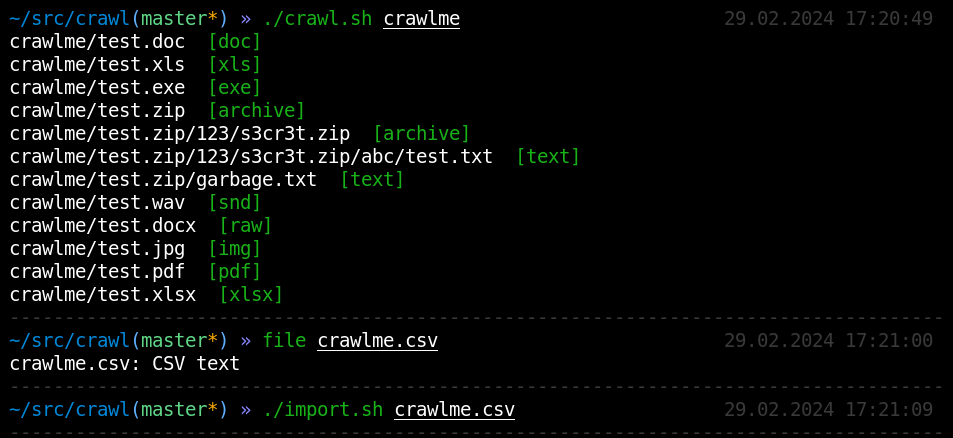 ~/src/crawl(master*) » ./crawl.sh crawlme 29.02.2024 17:20:49
crawlme/test.doc [doc]
crawlme/test.xls [xls]
crawlme/test.exe [exe]
crawlme/test.zip [archive]
crawlme/test.zip/123/s3cr3t.zip [archive]
crawlme/test.zip/123/s3cr3t.zip/abc/test.txt [text]
crawlme/test.zip/garbage.txt [text]
crawlme/test.wav [snd]
crawlme/test.docx [raw]
crawlme/test.jpg [img]
crawlme/test.pdf [pdf]
crawlme/test.xlsx [xlsx]
~/src/crawl(master*) » file crawlme.csv 29.02.2024 17:21:00
crawlme.csv: CSV text
~/src/crawl(master*) » ./import.sh crawlme.csv 29.02.2024 17:21:09